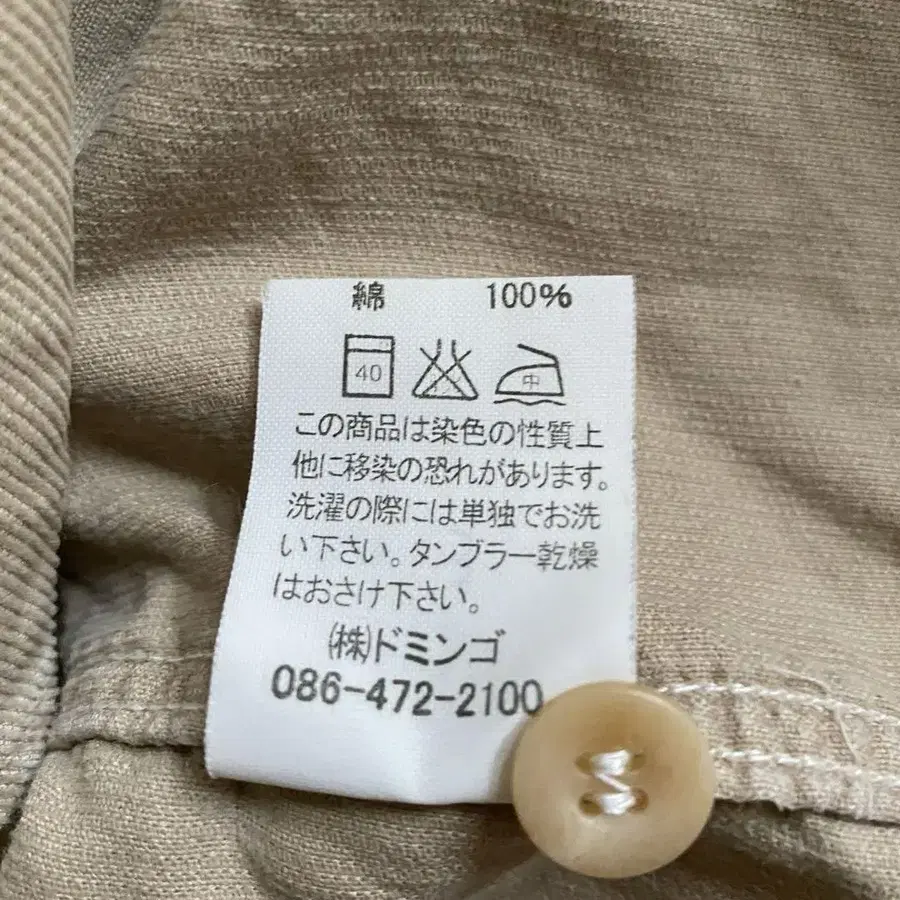 綿 100%
40 中
この商品は染色の性質上
他に移染の恐れがあります。
洗濯の際には単独でお洗
い下さい。タンブラー乾燥
はおさけ下さい。
(株)ドミンゴ
086-472-2100